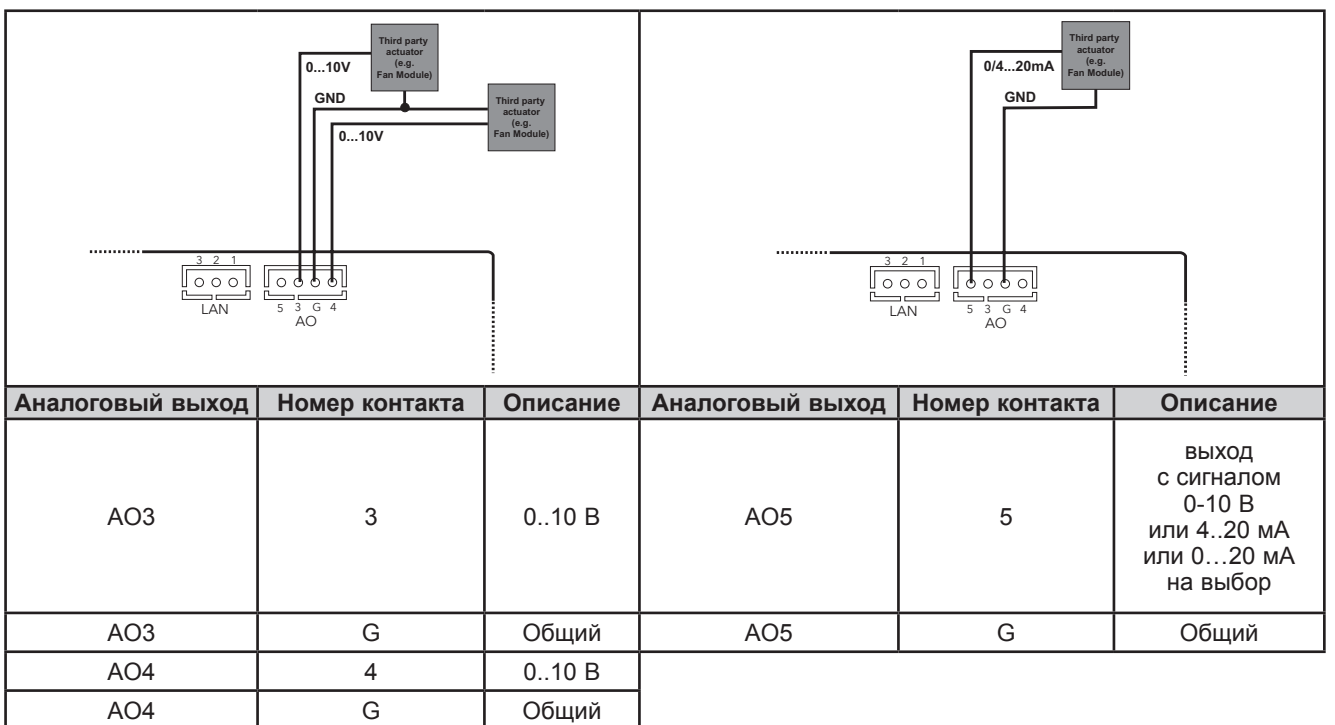 Third party
actuator
(e.g.
Fan Module)
0...10V
GND
Third party
actuator
(e.g.
Fan Module)
0...10V
3 2 1
LAN
5 3 G 4
AO
Third party
actuator
(e.g.
Fan Module)
0/4...20mA
GND
3 2 1
LAN
5 3 G 4
AO
Аналоговый выход Номер контакта Описание Аналоговый выход Номер контакта Описание
AO3 3 0..10 В AO5 5 выход
с сигналом
0-10 В
или 4..20 мА
или 0…20 мА
на выбор
AO3 G Общий AO5 G Общий
AO4 4 0..10 В
AO4 G Общий